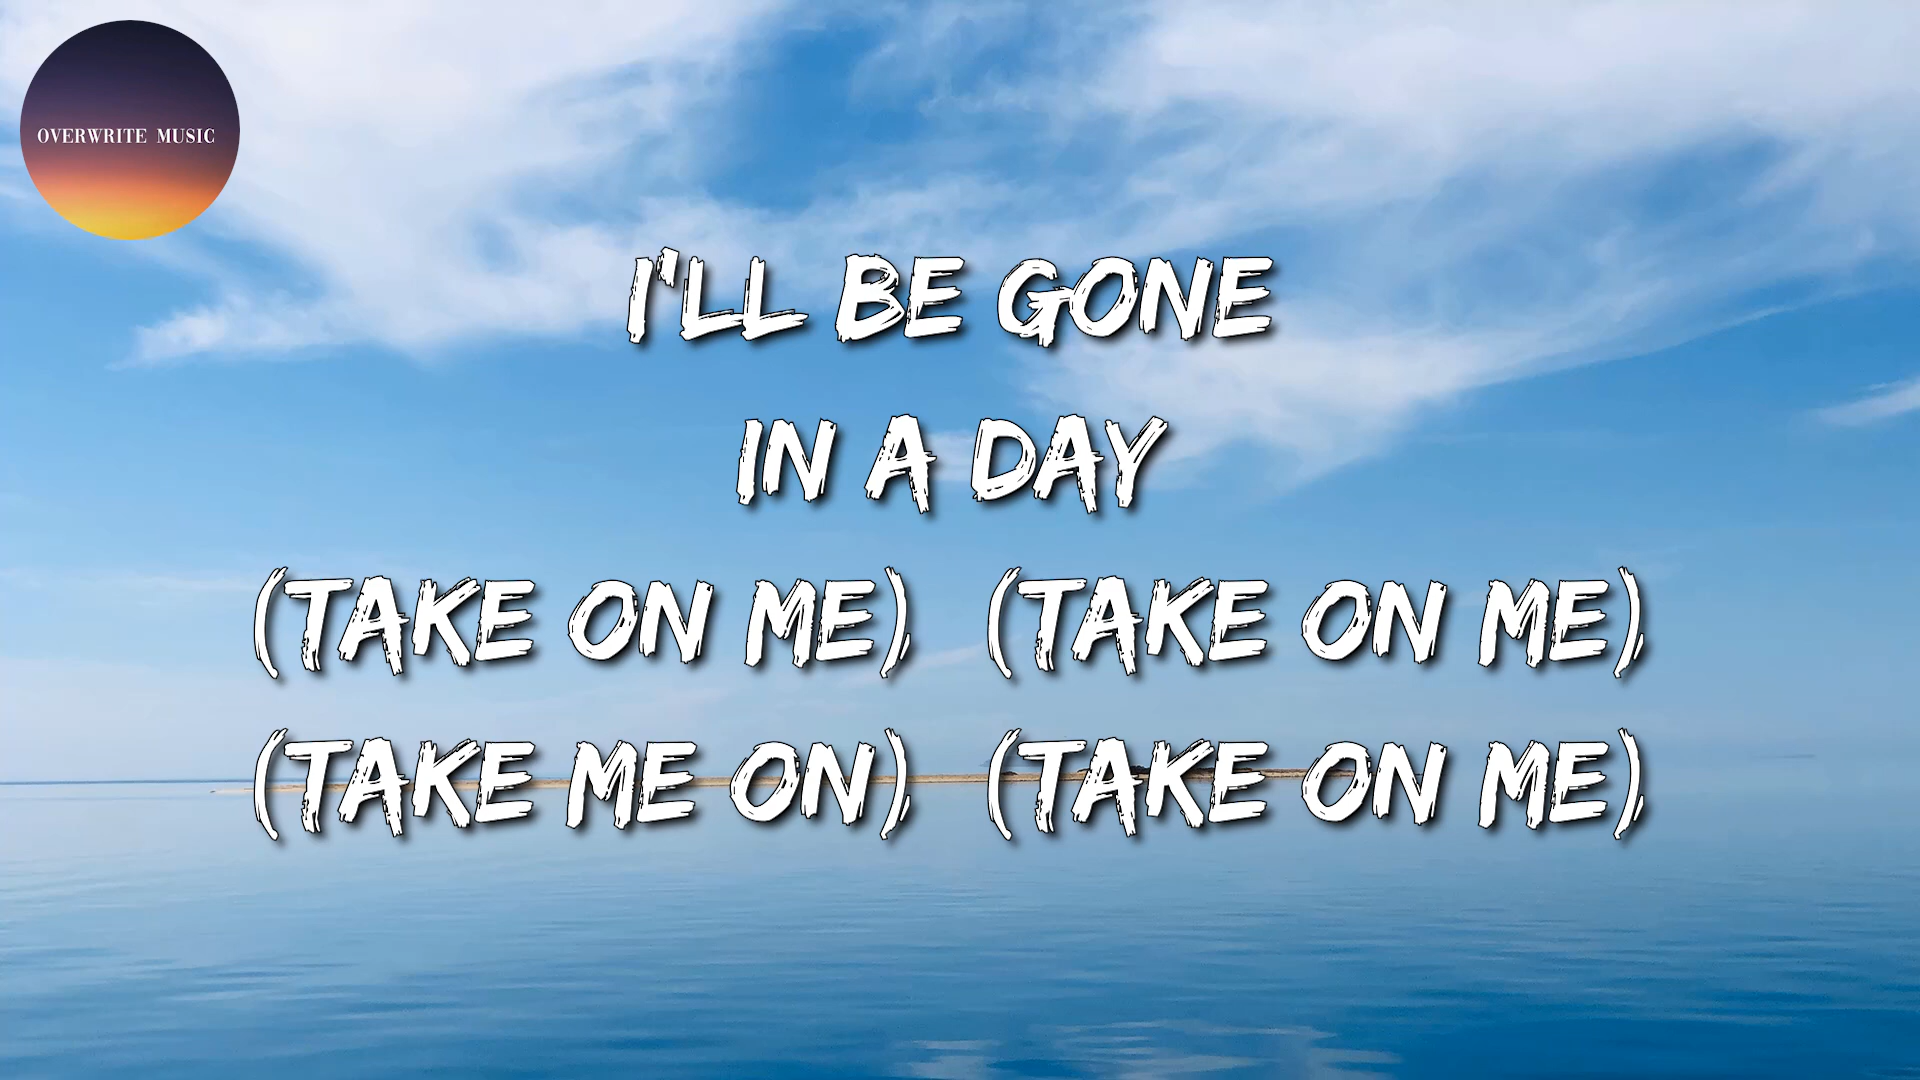 OVERWRITE MUSIC
I'LL BE GONE
IN A DAY
(TAKE ON ME) (TAKE ON ME)
(TAKE ME ON) (TAKE ON ME)